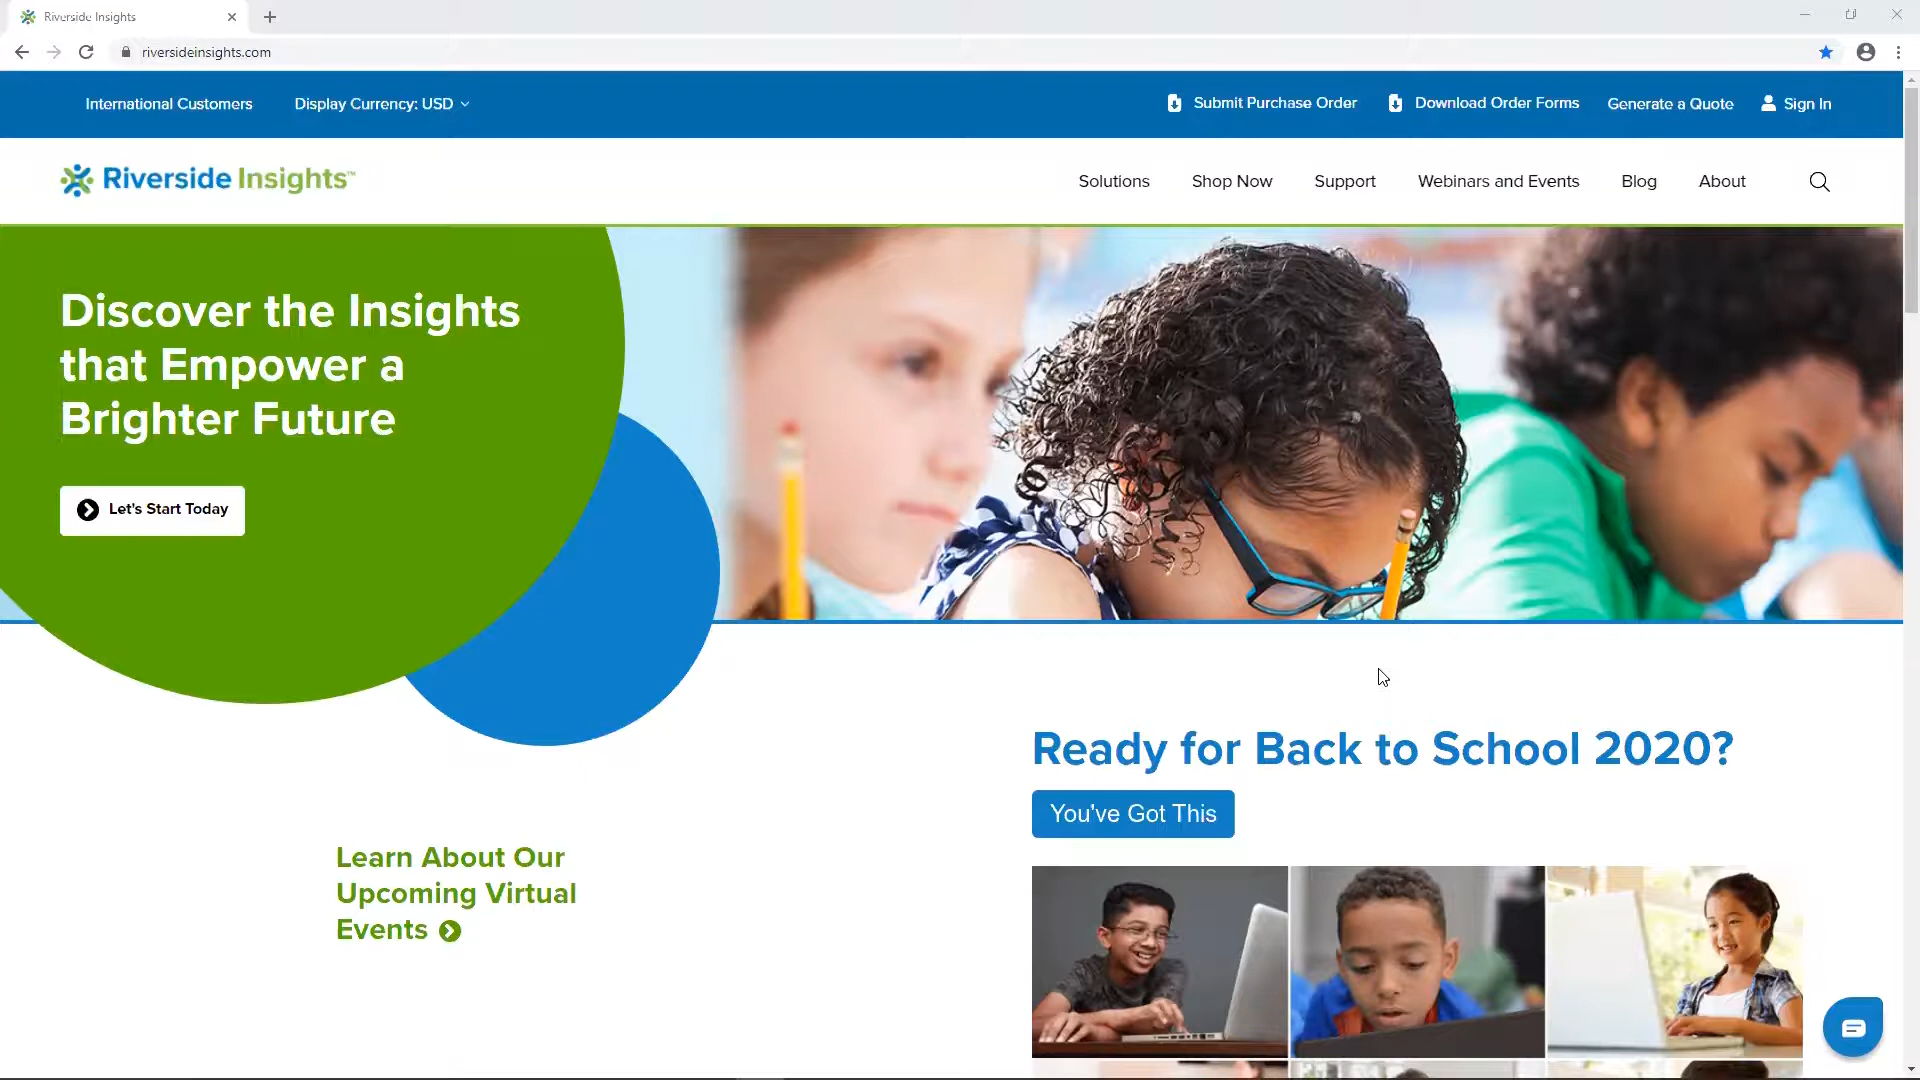 Riverside Insights
riversideinsights.com
International Customers
Display Currency: USD
Submit Purchase Order
Download Order Forms
Generate a Quote
Sign In
Riverside Insights™
Solutions
Shop Now
Support
Webinars and Events
Blog
About
Discover the Insights
that Empower a
Brighter Future
Let's Start Today
Ready for Back to School 2020?
You've Got This
Learn About Our
Upcoming Virtual
Events